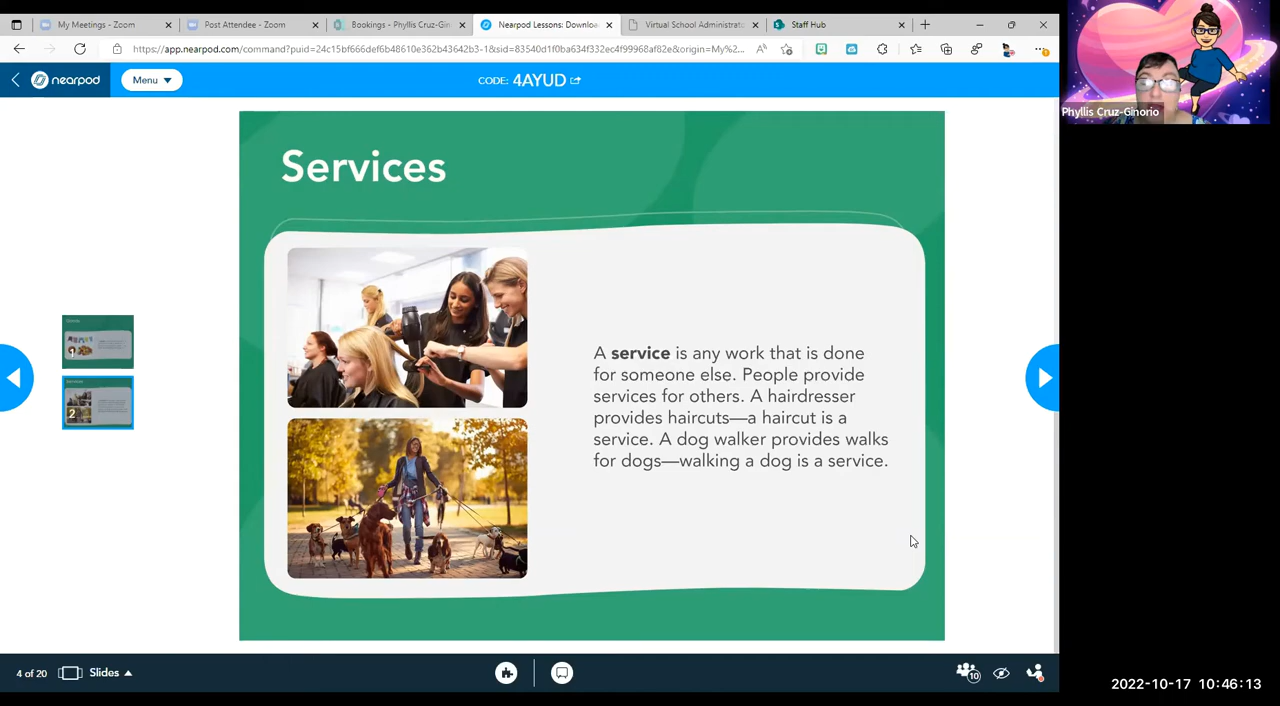 My Meetings - Zoom
Post Attendee - Zoom
Bookings - Phyllis Cruz-Gin
Nearpod Lessons: Downloa
Virtual School Administrato
Staff Hub
https://app.nearpod.com/command?puid=24c15bf666def6b48610e362b43642b3-1&sid=83540d1f0ba634f332ec4f99968af82e&origin=My%2...
nearpod
Menu
CODE: 4AYUD
Phyllis Cruz-Ginorio
Services
A service is any work that is done
for someone else. People provide
services for others. A hairdresser
provides haircuts—a haircut is a
service. A dog walker provides walks
for dogs—walking a dog is a service.
1
2
4 of 20
Slides
10
2022-10-17 10:46:13